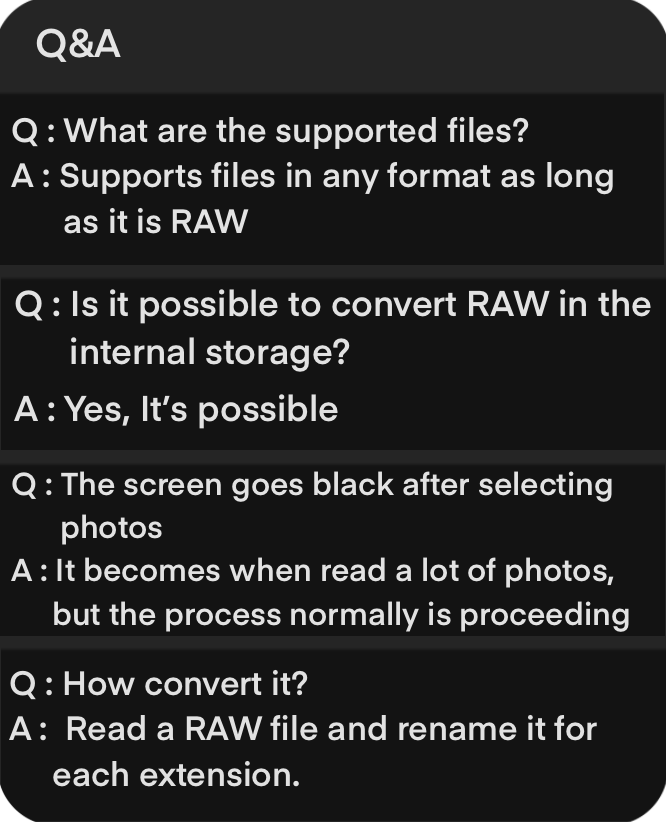 Q&A
Q : What are the supported files?
A : Supports files in any format as long
as it is RAW
Q : Is it possible to convert RAW in the
internal storage?
A : Yes, It’s possible
Q : The screen goes black after selecting
photos
A : It becomes when read a lot of photos,
but the process normally is proceeding
Q : How convert it?
A :  Read a RAW file and rename it for
each extension.